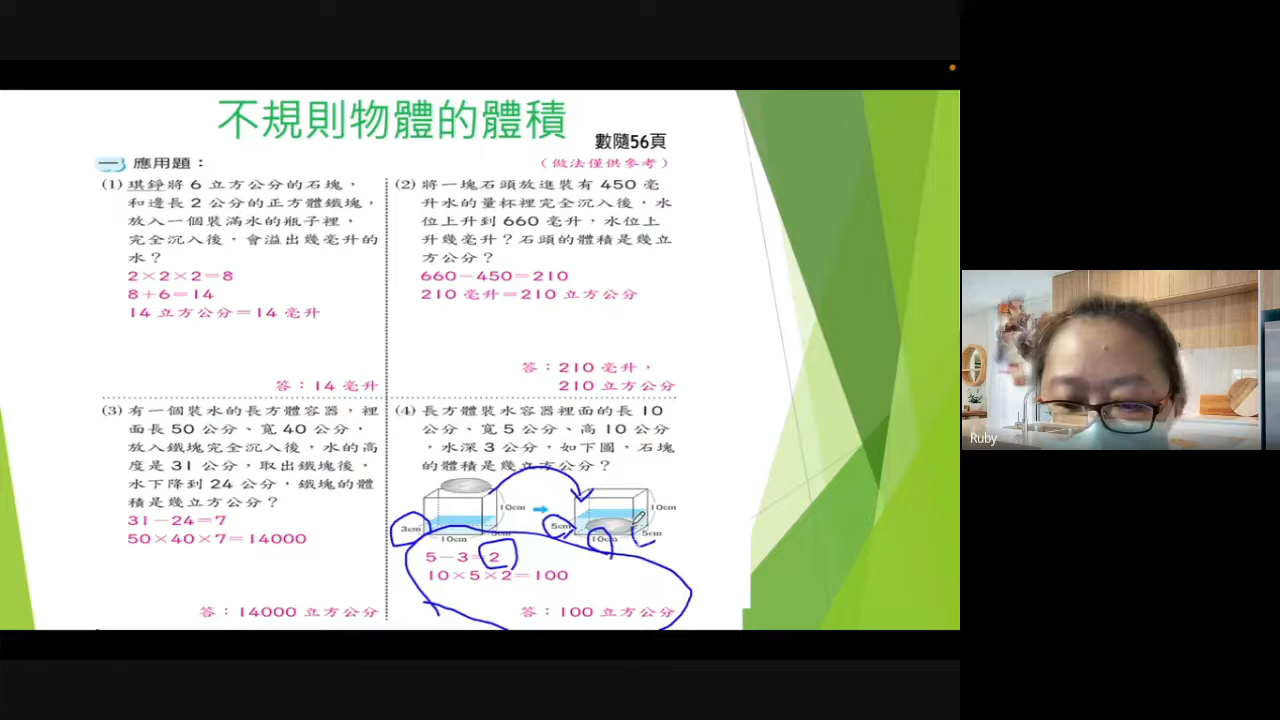 不規則物體的體積
數隨56頁
一 應用題：
（做法僅供參考）
(1) 琪錚將 6 立方公分的石塊，
和邊長 2 公分的正方體鐵塊，
放入一個裝滿水的瓶子裡，
完全沉入後，會溢出幾毫升的
水？
2×2×2＝8
8＋6＝14
14 立方公分＝14 毫升
答：14 毫升
(2) 將一塊石頭放進裝有 450 毫
升水的量杯裡完全沉入後，水
位上升到 660 毫升，水位上
升幾毫升？石頭的體積是幾立
方公分？
660－450＝210
210 毫升＝210 立方公分
答：210 毫升，
210 立方公分
(3) 有一個裝水的長方體容器，裡
面長 50 公分、寬 40 公分，
放入鐵塊完全沉入後，水的高
度是 31 公分，取出鐵塊後，
水下降到 24 公分，鐵塊的體
積是幾立方公分？
31－24＝7
50×40×7＝14000
答：14000 立方公分
(4) 長方體裝水容器裡面的長 10
公分、寬 5 公分、高 10 公分
，水深 3 公分，如下圖，石塊
的體積是幾立方公分？
10cm
3cm
5cm
10cm
10cm
5cm
5cm
10cm
5－3＝2
10×5×2＝100
答：100 立方公分
Ruby